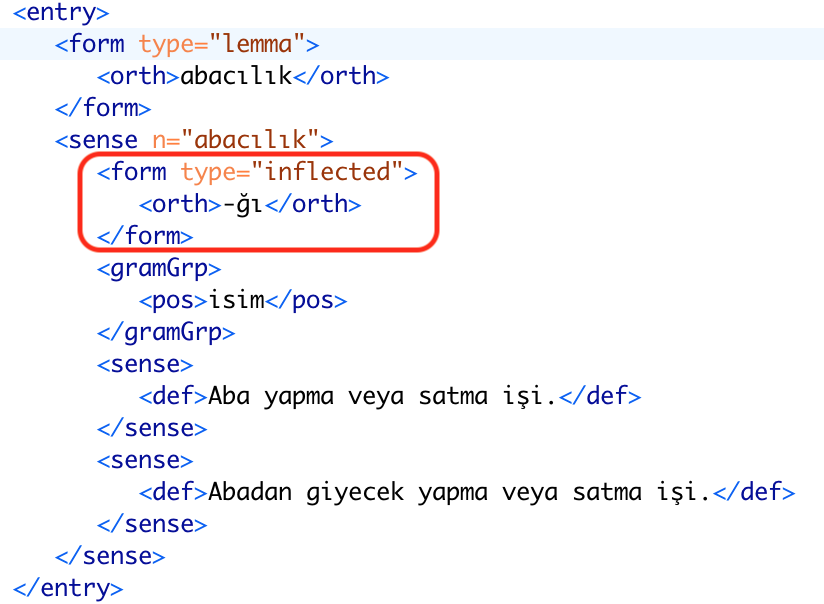 <entry>
<form type="lemma">
<orth>abacılık</orth>
</form>
<sense n="abacılık">
<form type="inflected">
<orth>-ğı</orth>
</form>
<gramGrp>
<pos>isim</pos>
</gramGrp>
<sense>
<def>Aba yapma veya satma işi.</def>
</sense>
<sense>
<def>Abadan giyecek yapma veya satma işi.</def>
</sense>
</sense>
</entry>